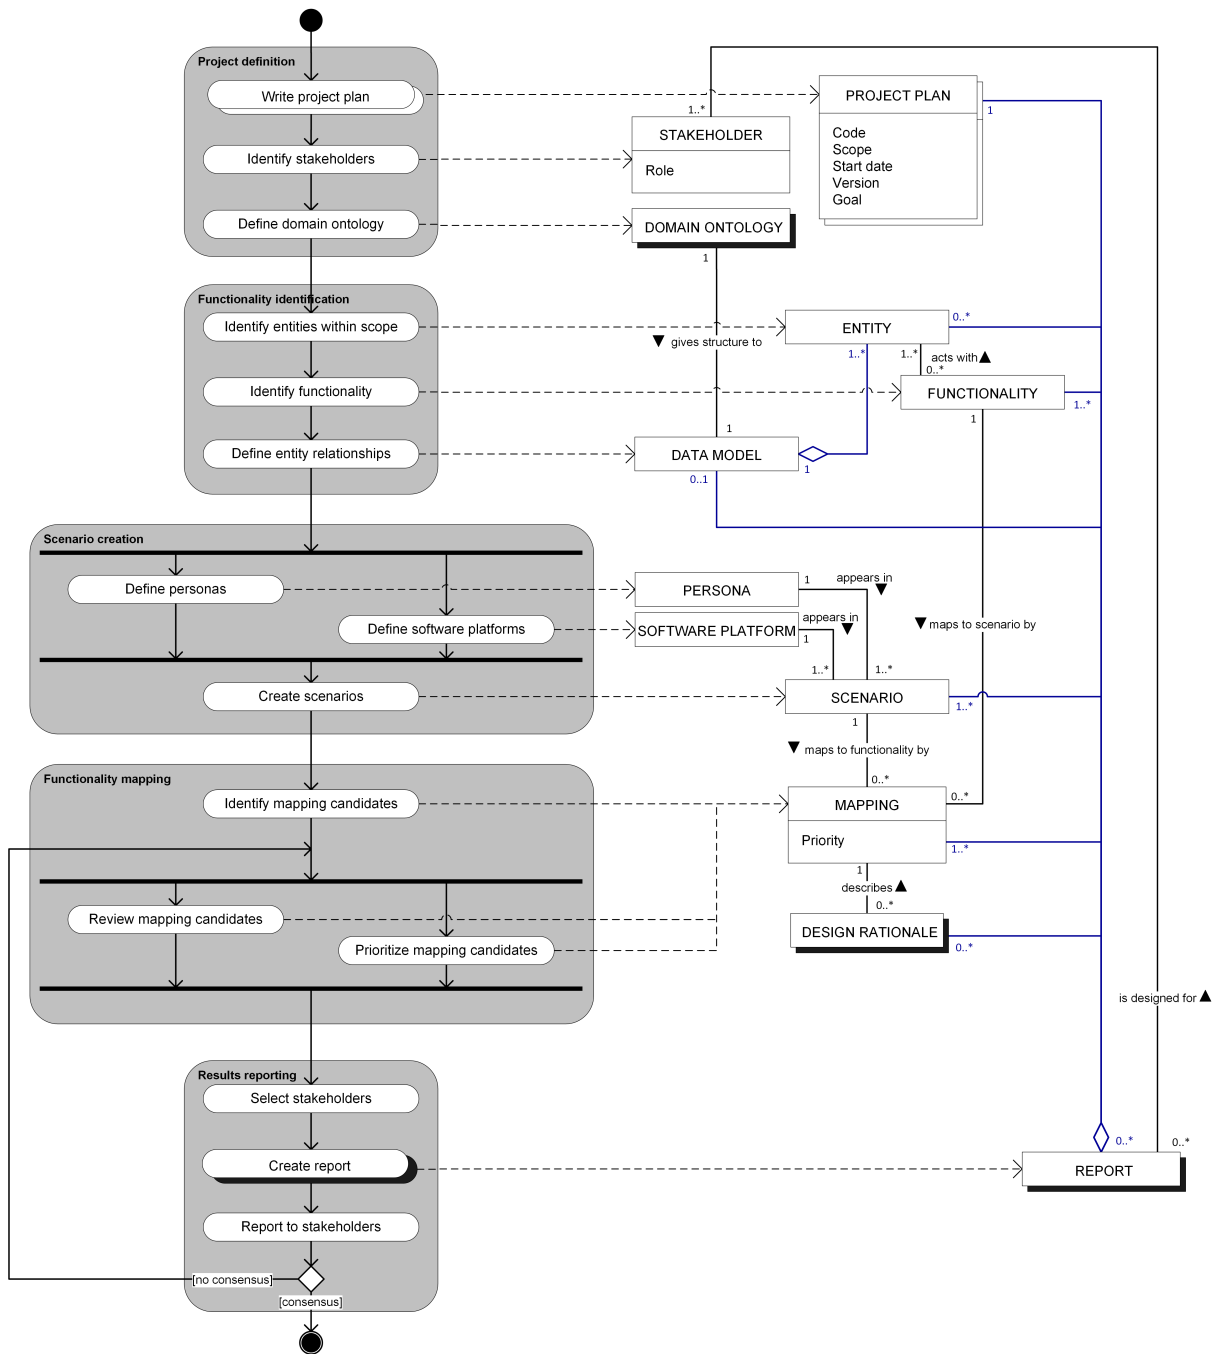 Project definition
Write project plan
Identify stakeholders
Define domain ontology
1..*
STAKEHOLDER
Role
PROJECT PLAN
1
Code
Scope
Start date
Version
Goal
DOMAIN ONTOLOGY
1
Functionality identification
Identify entities within scope
Identify functionality
Define entity relationships
▼ gives structure to
ENTITY
0..*
1..*
1..*
acts with ▲
0..*
FUNCTIONALITY
1..*
1
1
DATA MODEL
1
0..1
Scenario creation
Define personas
Define software platforms
Create scenarios
PERSONA
1
appears in
▼
SOFTWARE PLATFORM
appears in
▼
1
▼ maps to scenario by
1..*
1..*
SCENARIO
1..*
1
▼ maps to functionality by
0..*
Functionality mapping
Identify mapping candidates
Review mapping candidates
Prioritize mapping candidates
MAPPING
0..*
Priority
1..*
1
describes ▲
0..*
DESIGN RATIONALE
0..*
is designed for ▲
Results reporting
Select stakeholders
Create report
Report to stakeholders
[no consensus]
[consensus]
0..*
0..*
REPORT